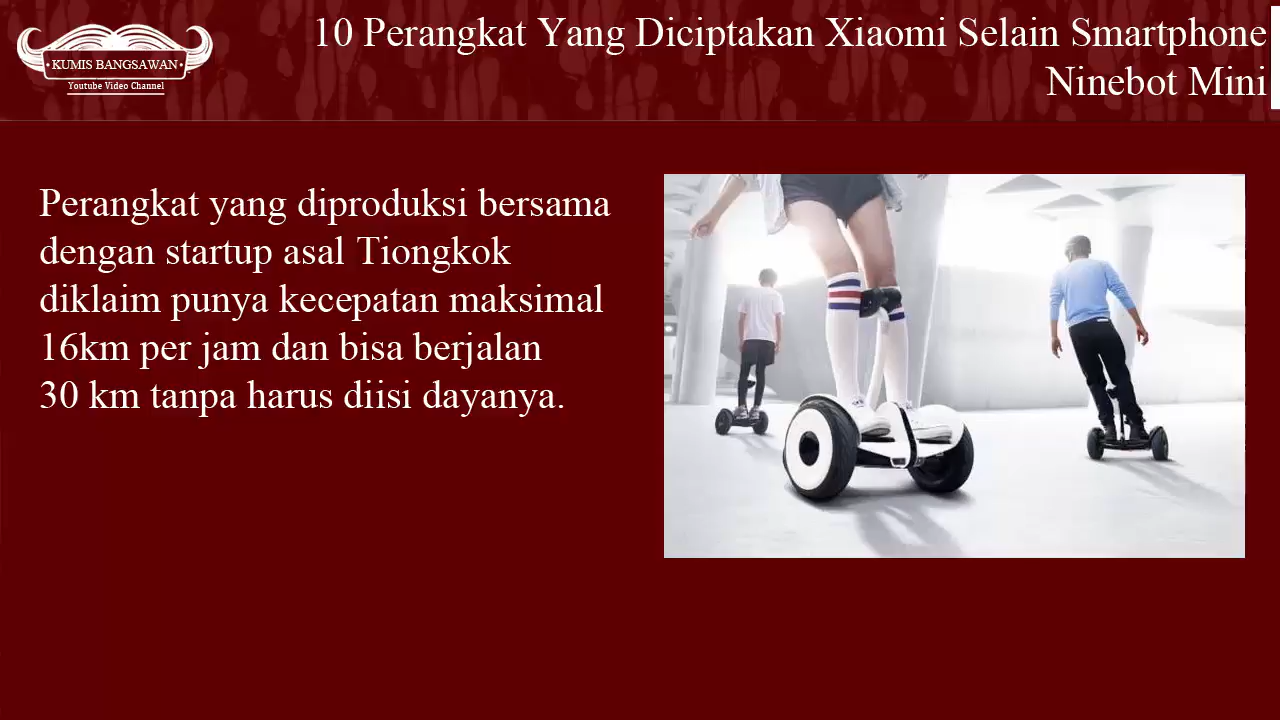 KUMIS BANGSAWAN
Youtube Video Channel
10 Perangkat Yang Diciptakan Xiaomi Selain Smartphone
Ninebot Mini
Perangkat yang diproduksi bersama
dengan startup asal Tiongkok
diklaim punya kecepatan maksimal
16km per jam dan bisa berjalan
30 km tanpa harus diisi dayanya.